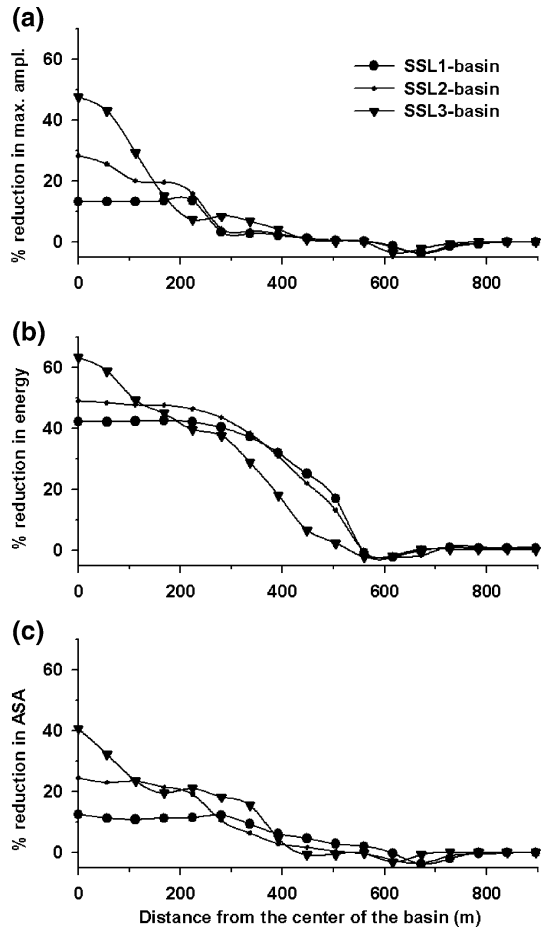 (a)
% reduction in max. ampl.
60
40
20
0
SSL1-basin
SSL2-basin
SSL3-basin
0 200 400 600 800
(b)
% reduction in energy
60
40
20
0
0 200 400 600 800
(c)
% reduction in ASA
60
40
20
0
0 200 400 600 800
Distance from the center of the basin (m)